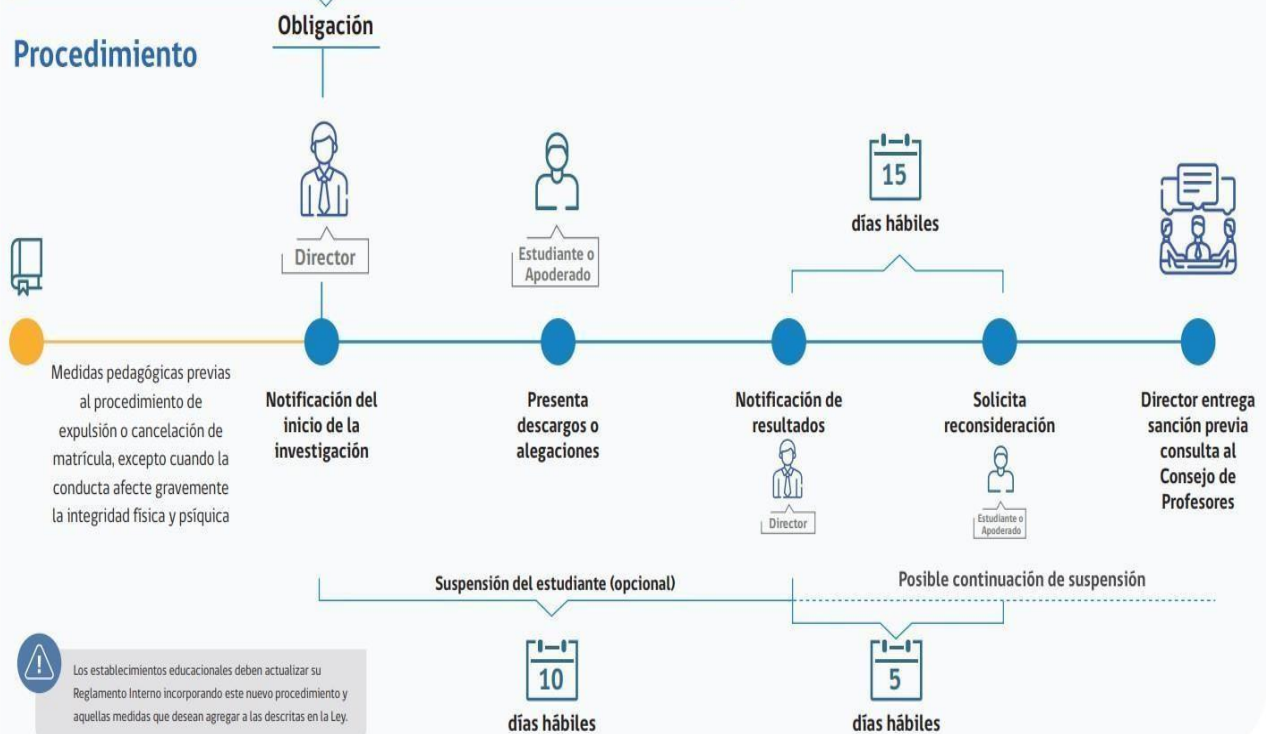 Obligación
Procedimiento
Director
Estudiante o
Apoderado
15
días hábiles
Medidas pedagógicas previas
al procedimiento de
expulsión o cancelación de
matrícula, excepto cuando la
conducta afecte gravemente
la integridad física y psíquica
Notificación del
inicio de la
investigación
Presenta
descargos o
alegaciones
Notificación de
resultados
Director
Solicita
reconsideración
Estudiante o
Apoderado
Director entrega
sanción previa
consulta al
Consejo de
Profesores
Suspensión del estudiante (opcional)
Posible continuación de suspensión
10
días hábiles
5
días hábiles
Los establecimientos educacionales deben actualizar su
Reglamento Interno incorporando este nuevo procedimiento y
aquellas medidas que desean agregar a las descritas en la Ley.